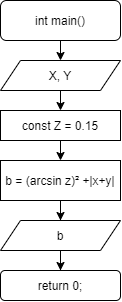 int main()
X, Y
const Z = 0.15
b = (arcsin z)² +|x+y|
b
return 0;